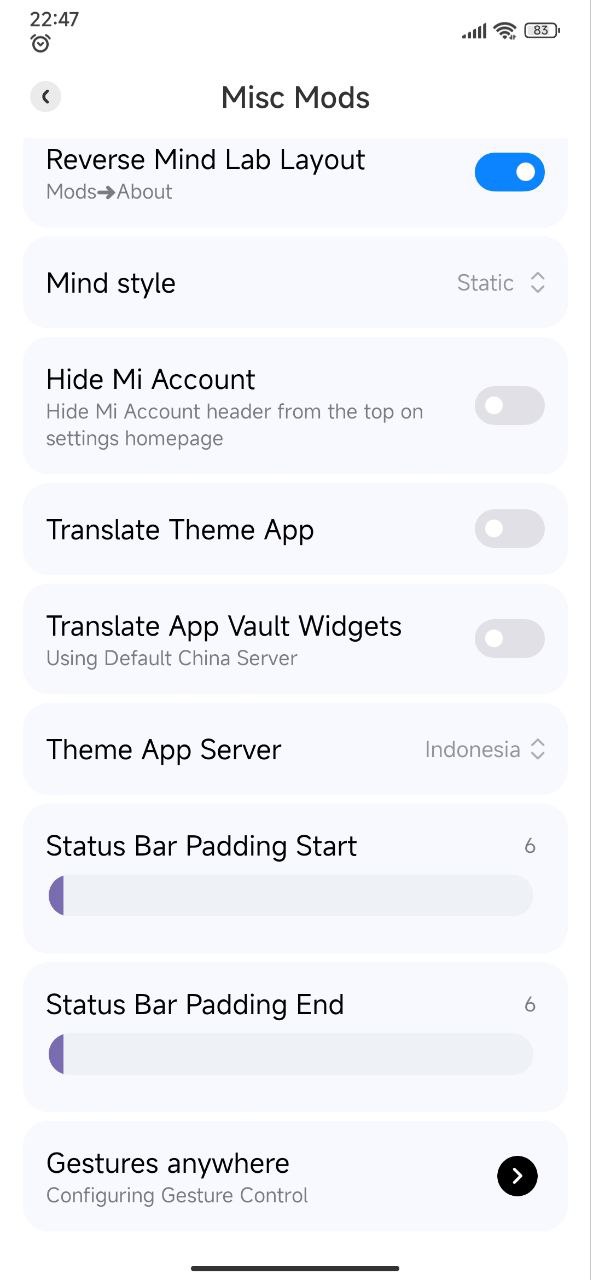 22:47
83
Misc Mods
Reverse Mind Lab Layout
Mods➔About
Mind style
Static
Hide Mi Account
Hide Mi Account header from the top on
settings homepage
Translate Theme App
Translate App Vault Widgets
Using Default China Server
Theme App Server
Indonesia
Status Bar Padding Start
6
Status Bar Padding End
6
Gestures anywhere
Configuring Gesture Control